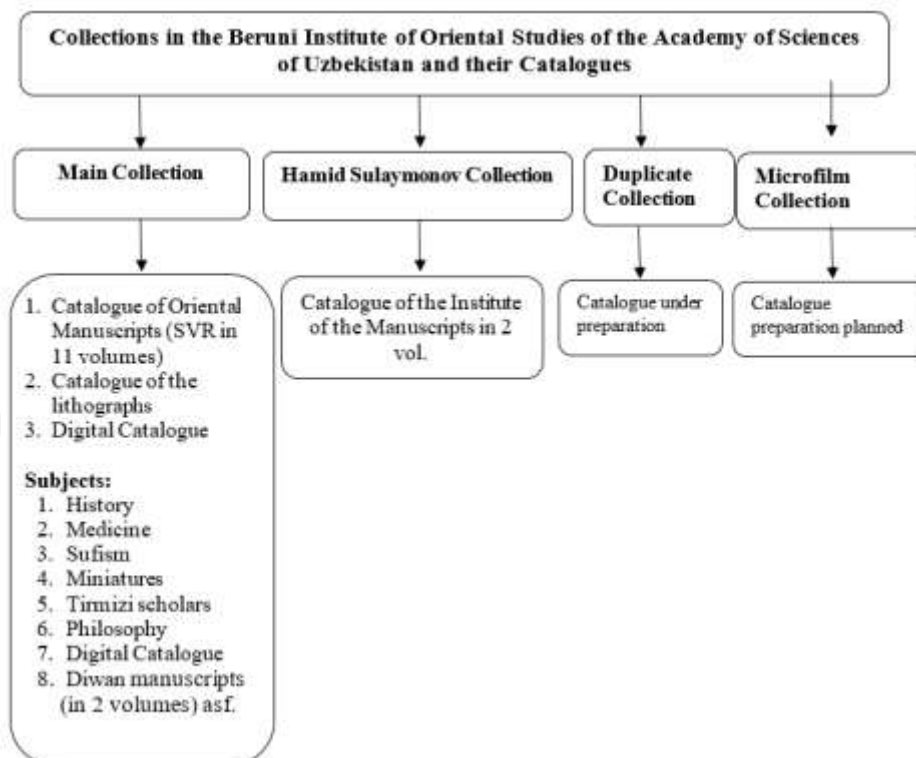 Collections in the Beruni Institute of Oriental Studies of the Academy of Sciences
of Uzbekistan and their Catalogues
Main Collection
Hamid Sulaymonov Collection
Duplicate
Collection
Microfilm
Collection
1. Catalogue of Oriental
Manuscripts (SVR in
11 volumes)
2. Catalogue of the
lithographs
3. Digital Catalogue
Subjects:
1. History
2. Medicine
3. Sufism
4. Miniatures
5. Tirmizi scholars
6. Philosophy
7. Digital Catalogue
8. Diwan manuscripts
(in 2 volumes) asf.
Catalogue of the Institute
of the Manuscripts in 2
vol.
Catalogue under
preparation
Catalogue
preparation planned